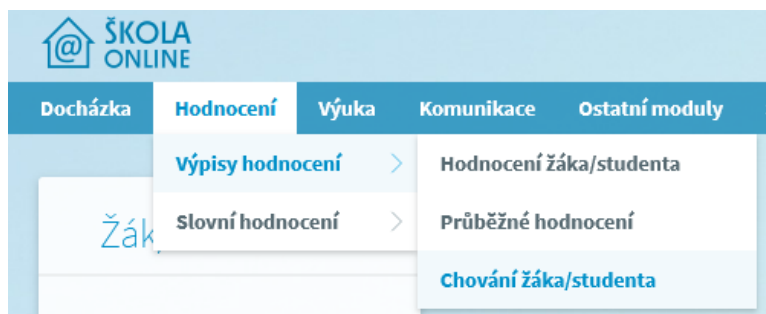 ŠKOLA
ONLINE
Docházka Hodnocení Výuka Komunikace Ostatní moduly
Výpisy hodnocení Hodnocení žáka/studenta
Žák Slovní hodnocení Průběžné hodnocení
Chování žáka/studenta